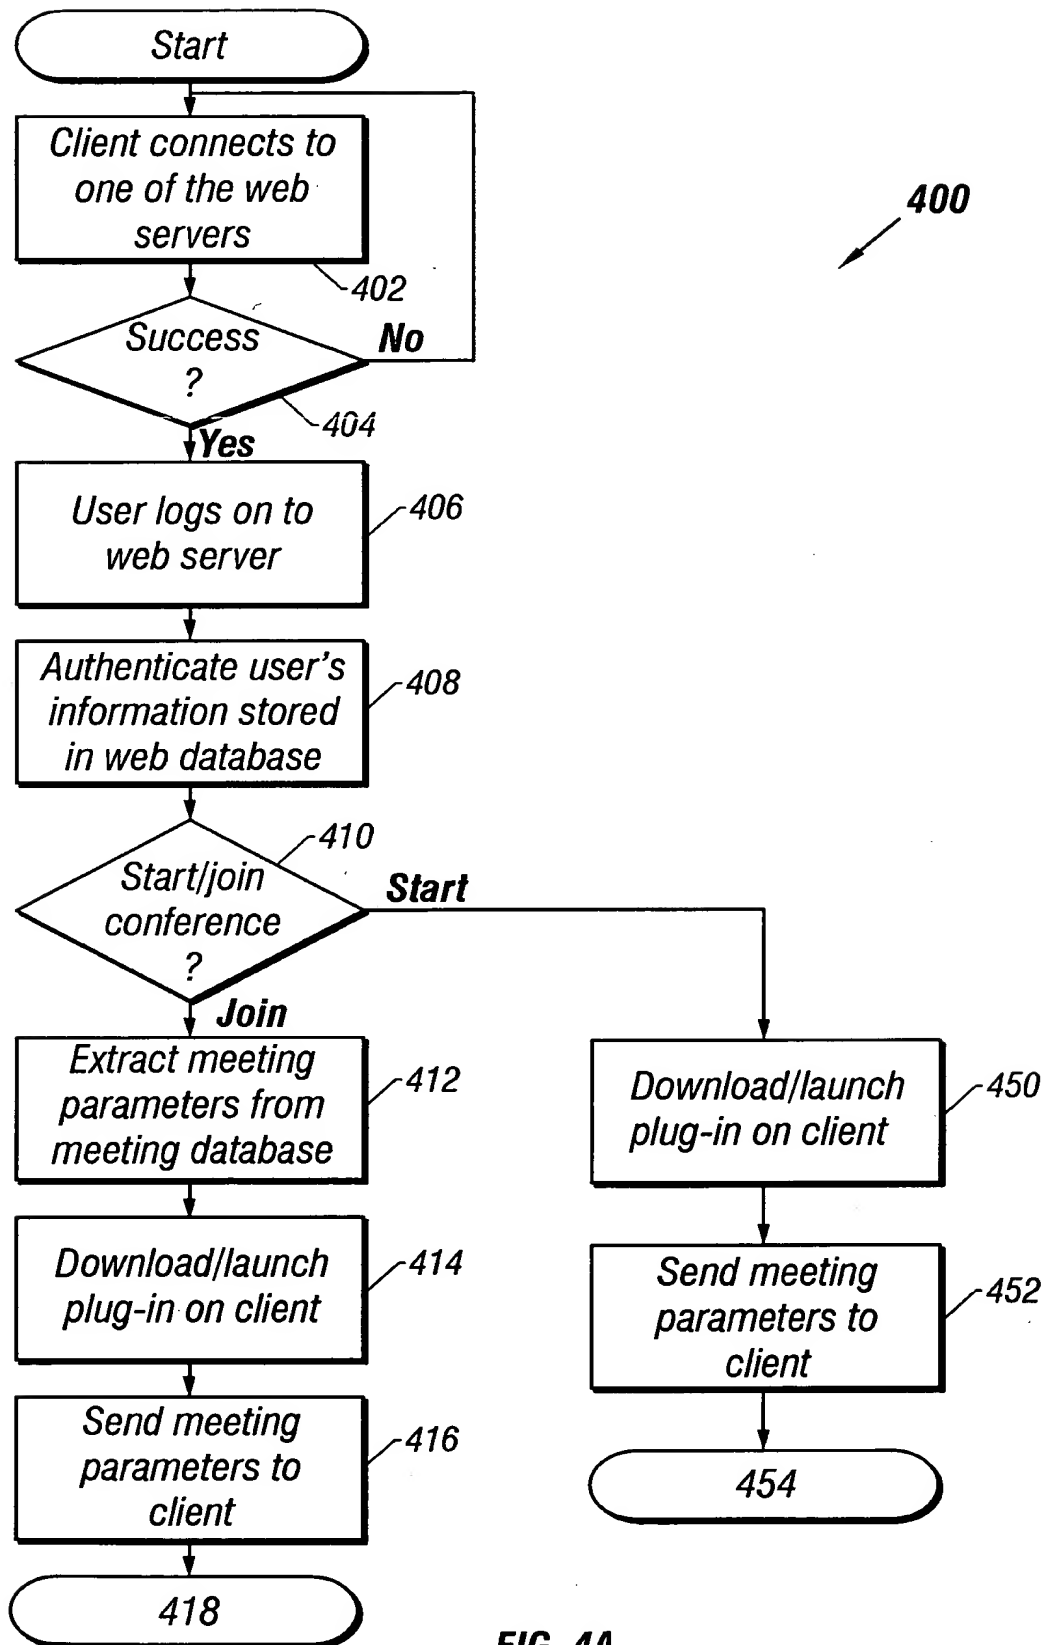 Start
Client connects to
one of the web
servers
400
402
Success
?
No
404
Yes
User logs on to
web server
406
Authenticate user's
information stored
in web database
408
410
Start/join
conference
?
Start
Join
Extract meeting
parameters from
meeting database
412
Download/launch
plug-in on client
450
Download/launch
plug-in on client
414
Send meeting
parameters to
client
452
Send meeting
parameters to
client
416
454
418
FIG. 4A